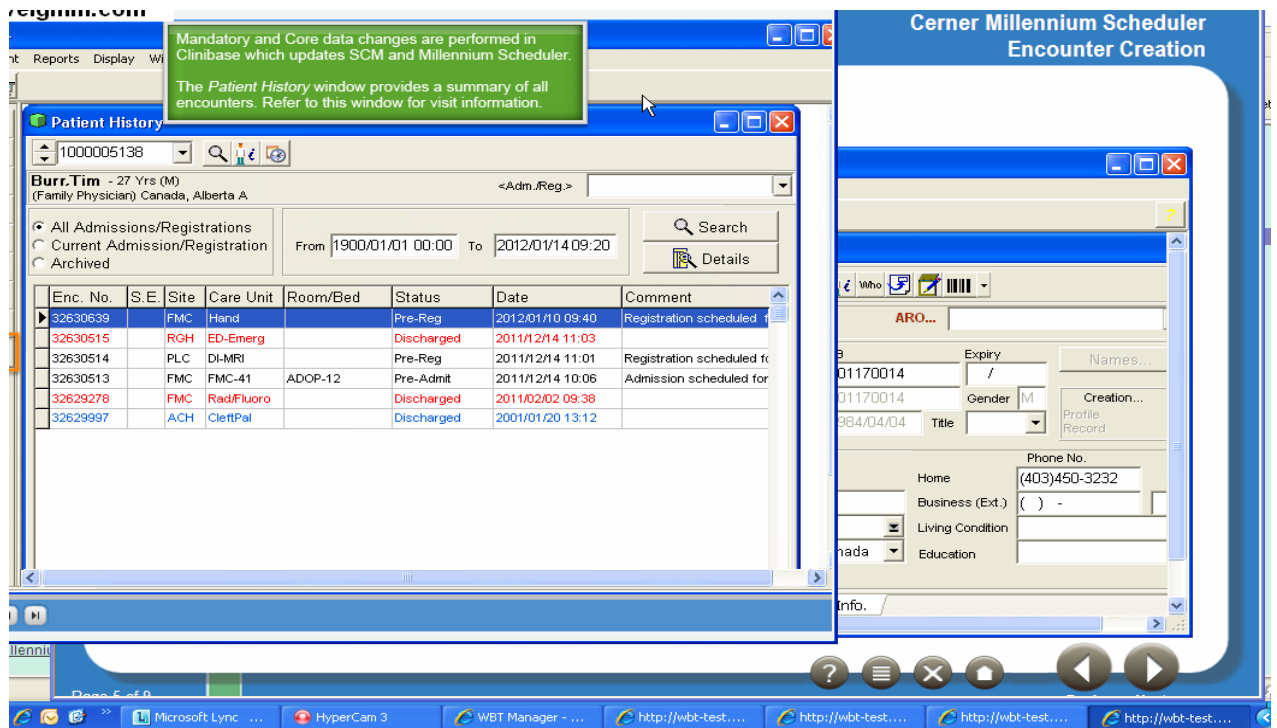 Cerner Millennium Scheduler
Encounter Creation
Mandatory and Core data changes are performed in
Clinibase which updates SCM and Millennium Scheduler.
The Patient History window provides a summary of all
encounters. Refer to this window for visit information.
Reports Display
Patient History
1000005138
Burr,Tim - 27 Yrs (M)
(Family Physician) Canada, Alberta A
<Adm./Reg.>
All Admissions/Registrations
Current Admission/Registration
Archived
From 1900/01/01 00:00 To 2012/01/14 09:20
Search
Details
Enc. No. S.E. Site Care Unit Room/Bed Status Date Comment
32630639 FMC Hand Pre-Reg 2012/01/10 09:40 Registration scheduled f
32630515 RGH ED-Emerg Discharged 2011/12/14 11:03
32630514 PLC DI-MRI Pre-Reg 2011/12/14 11:01 Registration scheduled fo
32630513 FMC FMC-41 ADOP-12 Pre-Admit 2011/12/14 10:06 Admission scheduled for
32629278 FMC Rad/Fluoro Discharged 2011/02/02 09:38
32629997 ACH CleftPal Discharged 2001/01/20 13:12
?
Who
ARO...
Expiry
Names...
01170014 /
01170014 Gender M Creation...
984/04/04 Title Profile
Record
Phone No.
Home (403)450-3232
Business (Ext.) ( ) -
Living Condition
nada Education
Info.
?
Page 5 of 9
Microsoft Lync ...
HyperCam 3
WBT Manager - ...
http://wbt-test....
http://wbt-test....
http://wbt-test....
http://wbt-test....